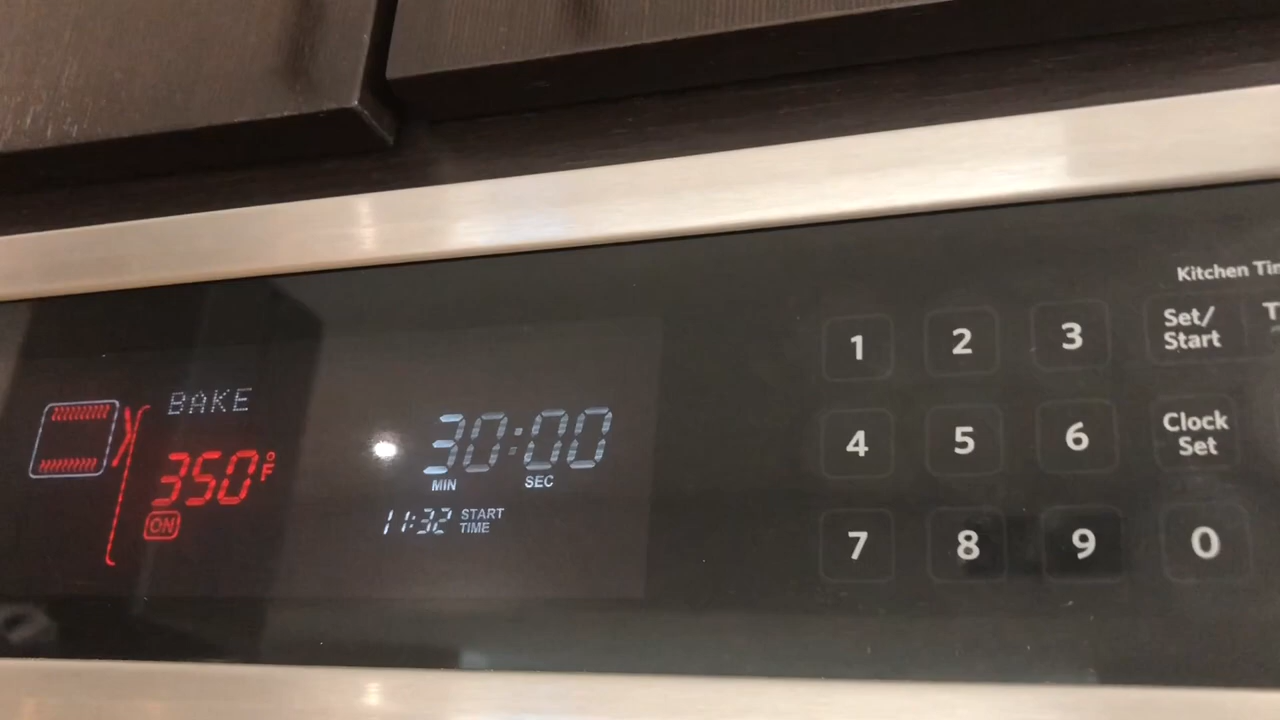 BAKE
350°F
ON
30:00
MIN SEC
11:32 START
TIME
Kitchen
1 2 3 Set/
Start
4 5 6 Clock
Set
7 8 9 0